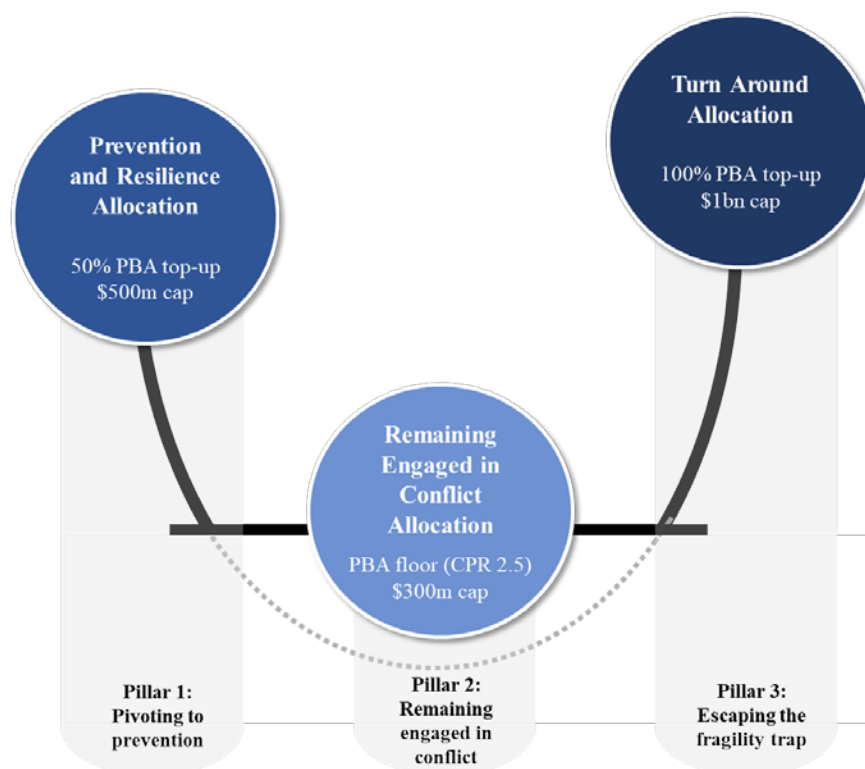 Prevention
and Resilience
Allocation
50% PBA top-up
$500m cap
Remaining
Engaged in
Conflict
Allocation
PBA floor (CPR 2.5)
$300m cap
Turn Around
Allocation
100% PBA top-up
$1bn cap
Pillar 1:
Pivoting to
prevention
Pillar 2:
Remaining
engaged in
conflict
Pillar 3:
Escaping the
fragility trap